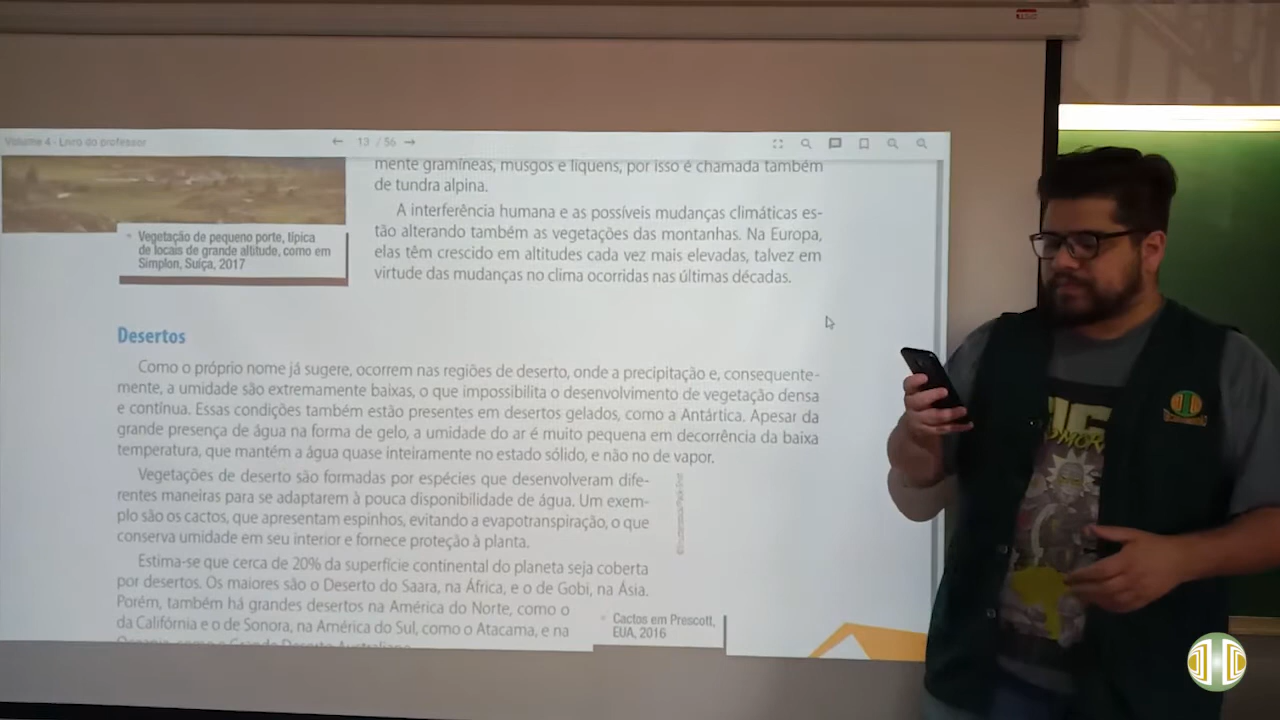 Volume 4 - Livro do professor
13 / 56
mente gramíneas, musgos e líquens, por isso é chamada também
de tundra alpina.
A interferência humana e as possíveis mudanças climáticas es-
tão alterando também as vegetações das montanhas. Na Europa,
elas têm crescido em altitudes cada vez mais elevadas, talvez em
virtude das mudanças no clima ocorridas nas últimas décadas.
Vegetação de pequeno porte, típica
de locais de grande altitude, como em
Simplon, Suíça, 2017
Desertos
Como o próprio nome já sugere, ocorrem nas regiões de deserto, onde a precipitação e, consequente-
mente, a umidade são extremamente baixas, o que impossibilita o desenvolvimento de vegetação densa
e contínua. Essas condições também estão presentes em desertos gelados, como a Antártica. Apesar da
grande presença de água na forma de gelo, a umidade do ar é muito pequena em decorrência da baixa
temperatura, que mantém a água quase inteiramente no estado sólido, e não no de vapor.
Vegetações de deserto são formadas por espécies que desenvolveram dife-
rentes maneiras para se adaptarem à pouca disponibilidade de água. Um exem-
plo são os cactos, que apresentam espinhos, evitando a evapotranspiração, o que
conserva umidade em seu interior e fornece proteção à planta.
Estima-se que cerca de 20% da superfície continental do planeta seja coberta
por desertos. Os maiores são o Deserto do Saara, na África, e o de Gobi, na Ásia.
Porém, também há grandes desertos na América do Norte, como o
da Califórnia e o de Sonora, na América do Sul, como o Atacama, e na
Oceania, como o Grande Deserto Australiano.
Cactos em Prescott,
EUA, 2016